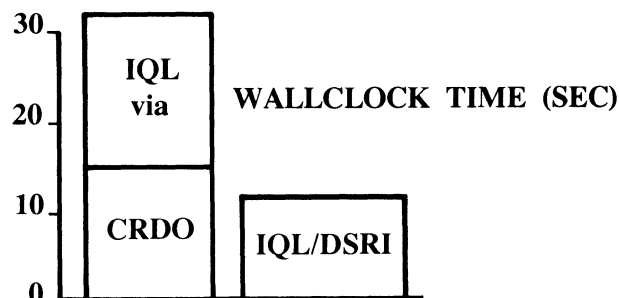 30
IQL
via
WALLCLOCK TIME (SEC)
20
10
CRDO
IQL/DSRI
0